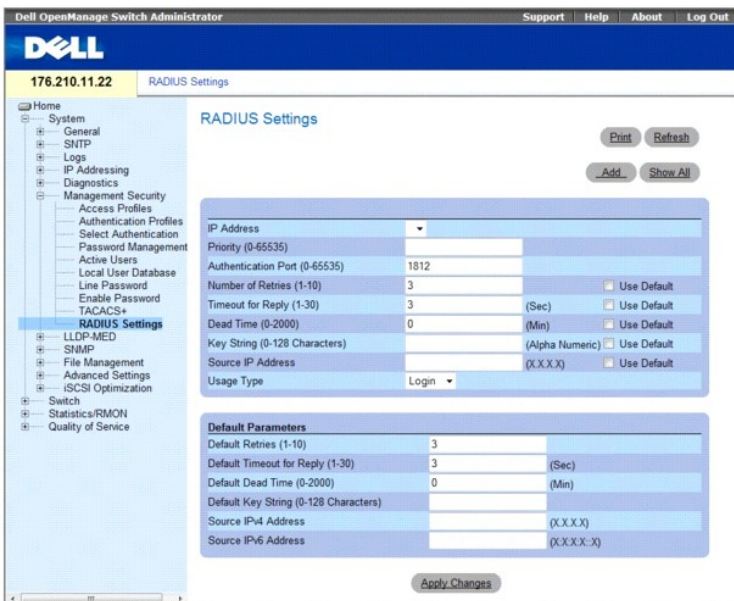 Dell OpenManage Switch Administrator
Support Help About Log Out
DELL
176.210.11.22
RADIUS Settings
Home
System
General
SNTP
Logs
IP Addressing
Diagnostics
Management Security
Access Profiles
Authentication Profiles
Select Authentication
Password Management
Active Users
Local User Database
Line Password
Enable Password
TACACS+
RADIUS Settings
LLDP-MED
SNMP
File Management
Advanced Settings
iSCSI Optimization
Switch
Statistics/RMON
Quality of Service
RADIUS Settings
Print Refresh
Add Show All
IP Address
Priority (0-65535)
Authentication Port (0-65535) 1812
Number of Retries (1-10) 3 Use Default
Timeout for Reply (1-30) 3 (Sec) Use Default
Dead Time (0-2000) 0 (Min) Use Default
Key String (0-128 Characters) (Alpha Numeric) Use Default
Source IP Address (X.X.X.X) Use Default
Usage Type Login
Default Parameters
Default Retries (1-10) 3
Default Timeout for Reply (1-30) 3 (Sec)
Default Dead Time (0-2000) 0 (Min)
Default Key String (0-128 Characters)
Source IPv4 Address (X.X.X.X)
Source IPv6 Address (X:X:X:X::X)
Apply Changes